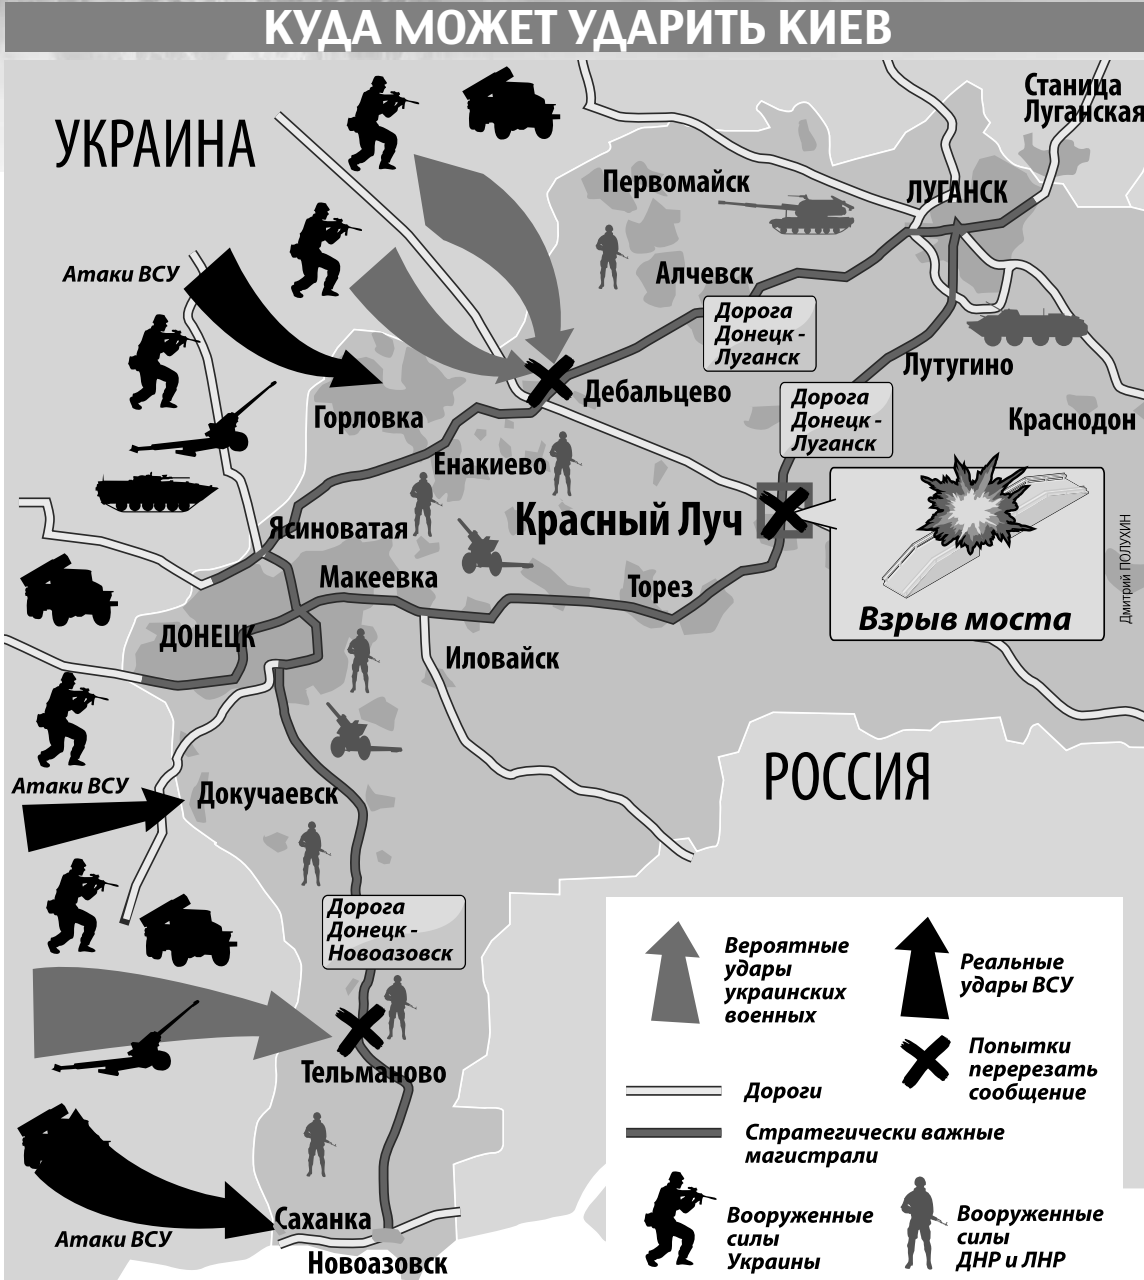 КУДА МОЖЕТ УДАРИТЬ КИЕВ
Станица
Луганская
УКРАИНА
Первомайск
ЛУГАНСК
Атаки ВСУ
Алчевск
Дорога
Донецк -
Луганск
Лутугино
Дебальцево
Дорога
Донецк -
Луганск
Горловка
Краснодон
Енакиево
Красный Луч
Ясиноватая
Макеевка
Торез
Взрыв моста
Дмитрий ПОЛУХИН
ДОНЕЦК
Иловайск
РОССИЯ
Атаки ВСУ
Докучаевск
Дорога
Донецк -
Новоазовск
Тельманово
Саханка
Атаки ВСУ
Новоазовск
Вероятные
удары
украинских
военных
Реальные
удары ВСУ
Попытки
перерезать
сообщение
Дороги
Стратегически важные
магистрали
Вооруженные
силы
Украины
Вооруженные
силы
ДНР и ЛНР